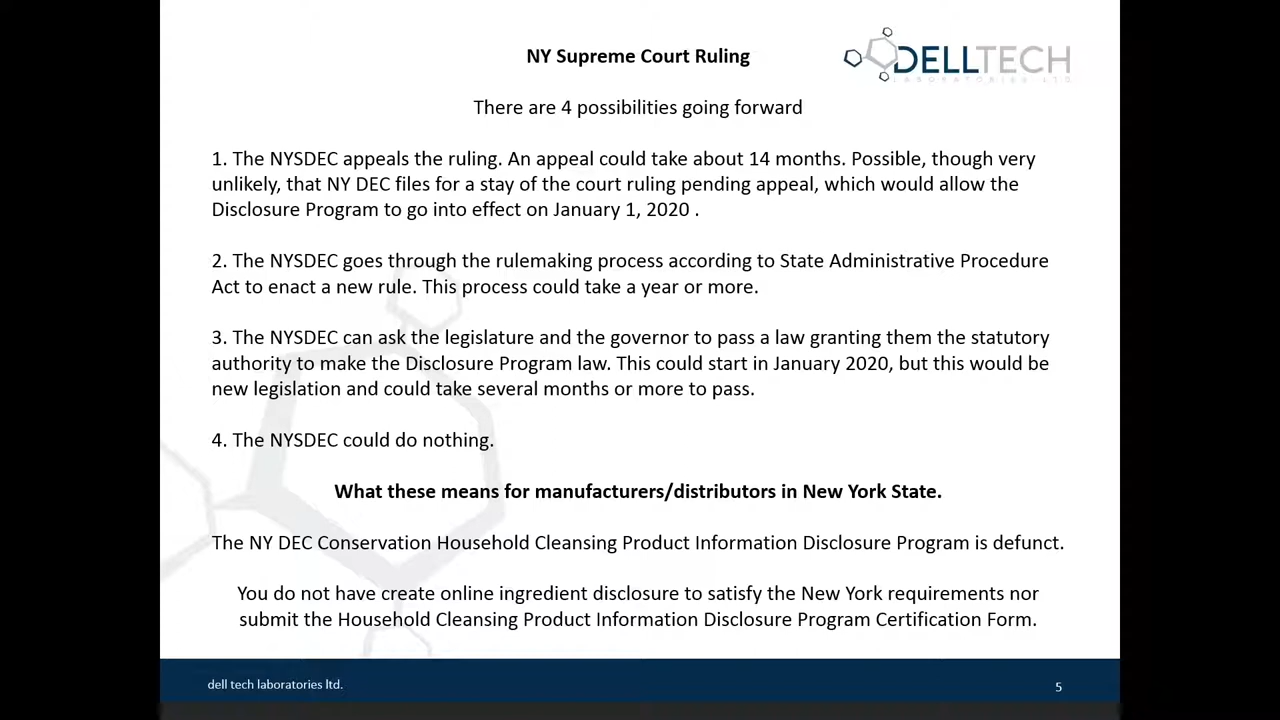 NY Supreme Court Ruling
DELLTECH
LABORATORIES LTD
There are 4 possibilities going forward
1. The NYSDEC appeals the ruling. An appeal could take about 14 months. Possible, though very
unlikely, that NY DEC files for a stay of the court ruling pending appeal, which would allow the
Disclosure Program to go into effect on January 1, 2020 .
2. The NYSDEC goes through the rulemaking process according to State Administrative Procedure
Act to enact a new rule. This process could take a year or more.
3. The NYSDEC can ask the legislature and the governor to pass a law granting them the statutory
authority to make the Disclosure Program law. This could start in January 2020, but this would be
new legislation and could take several months or more to pass.
4. The NYSDEC could do nothing.
What these means for manufacturers/distributors in New York State.
The NY DEC Conservation Household Cleansing Product Information Disclosure Program is defunct.
You do not have create online ingredient disclosure to satisfy the New York requirements nor
submit the Household Cleansing Product Information Disclosure Program Certification Form.
dell tech laboratories ltd.
5